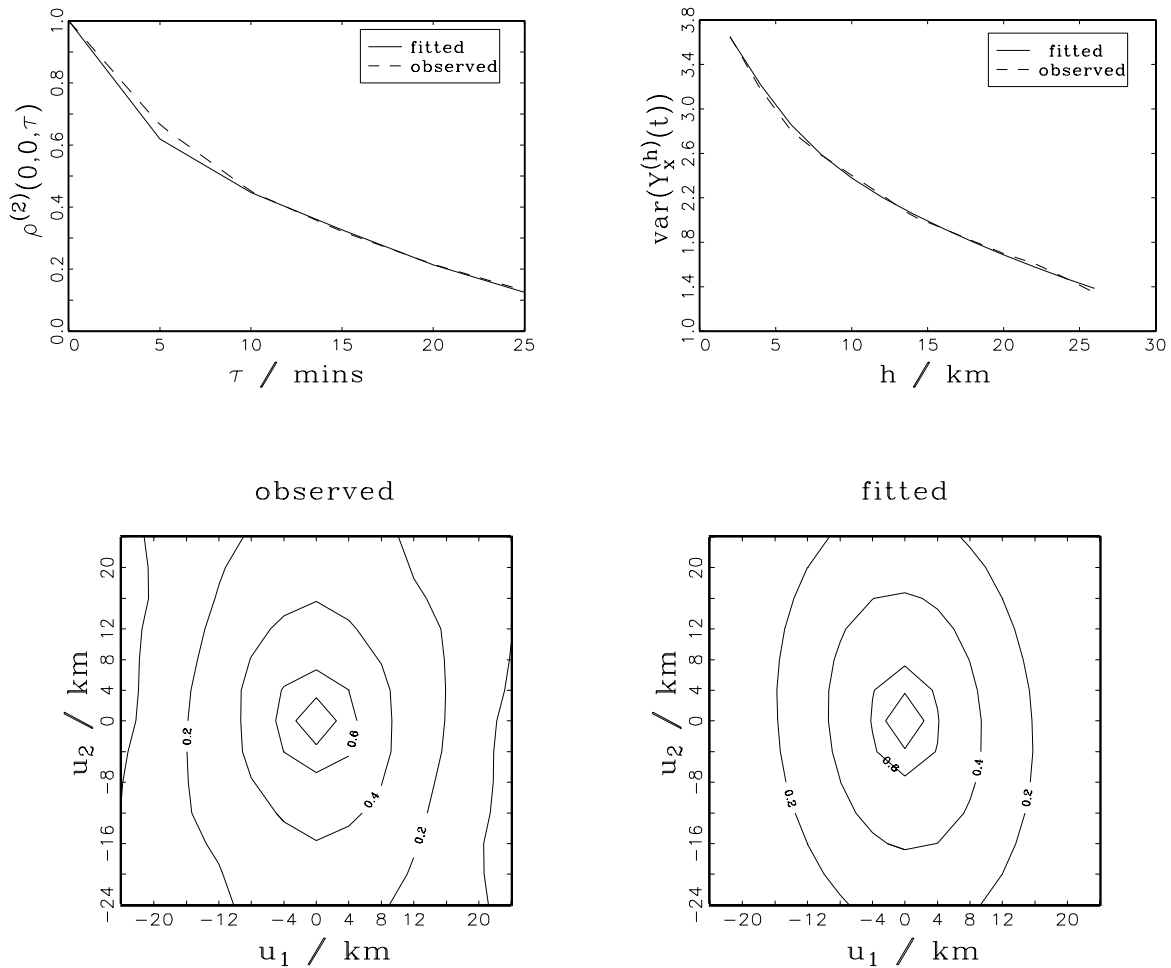 fitted
observed
ρ^(2)(0,0,τ)
0.0 0.2 0.4 0.6 0.8 1.0
0 5 10 15 20 25
τ / mins
fitted
observed
var(Y_x^(h)(t))
1.0 1.4 1.8 2.2 2.6 3.0 3.4 3.8
0 5 10 15 20 25 30
h / km
observed
u_2 / km
-24 -16 -8 0 4 8 12 20
0.2
0.6
0.4
0.2
-20 -12 -4 0 4 8 12 20
u_1 / km
fitted
u_2 / km
-24 -16 -8 0 4 8 12 20
0.6
0.4
0.2
0.2
-20 -12 -4 0 4 8 12 20
u_1 / km